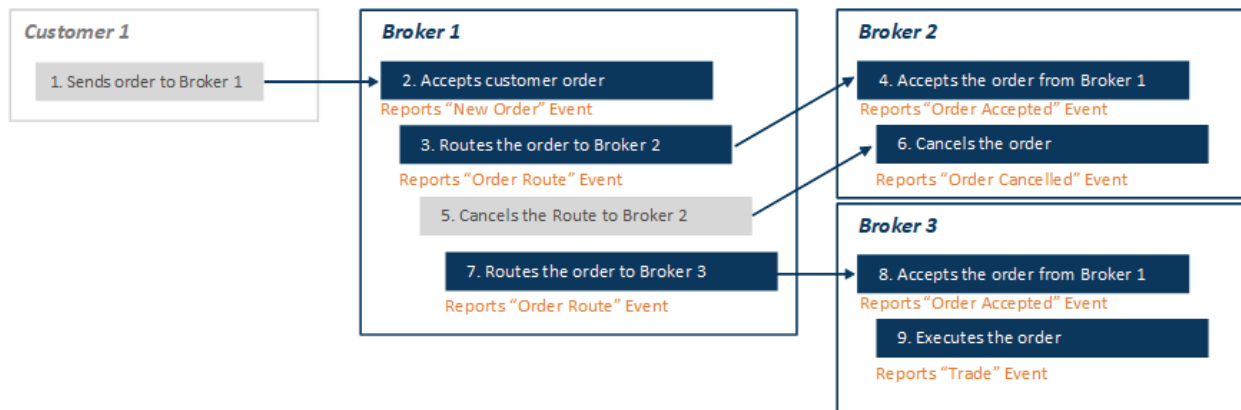 Customer 1
1. Sends order to Broker 1
Broker 1
2. Accepts customer order
Reports “New Order” Event
3. Routes the order to Broker 2
Reports “Order Route” Event
5. Cancels the Route to Broker 2
7. Routes the order to Broker 3
Reports “Order Route” Event
Broker 2
4. Accepts the order from Broker 1
Reports “Order Accepted” Event
6. Cancels the order
Reports “Order Cancelled” Event
Broker 3
8. Accepts the order from Broker 1
Reports “Order Accepted” Event
9. Executes the order
Reports “Trade” Event